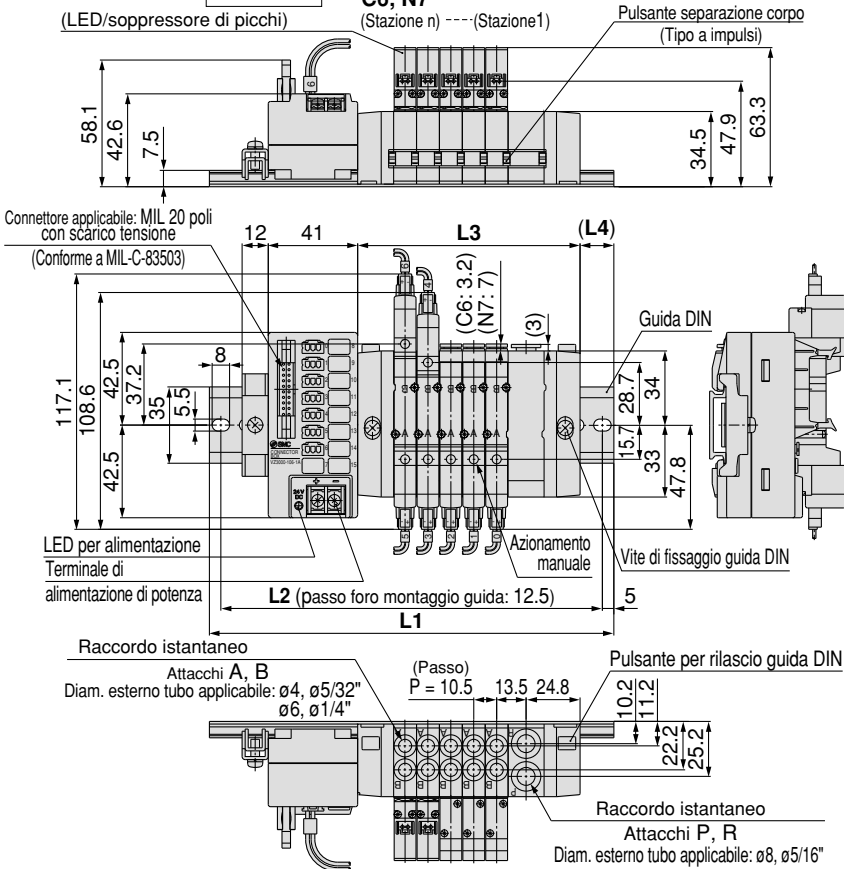 C6, N7
(LED/soppressore di picchi)
(Stazione n) ----(Stazione1)
Pulsante separazione corpo
(Tipo a impulsi)
58.1
42.6
7.5
34.5
47.9
63.3
Connettore applicabile: MIL 20 poli
con scarico tensione
(Conforme a MIL-C-83503)
12
41
L3
(L4)
(C6: 3.2)
(N7: 7)
(3)
Guida DIN
117.1
108.6
42.5
37.2
35
8
5.5
42.5
28.7
34
15.7
33
47.8
SMC
CONNECTOR
24V
DC
+ −
LED per alimentazione
Terminale di
alimentazione di potenza
Azionamento
manuale
Vite di fissaggio guida DIN
L2 (passo foro montaggio guida: 12.5)
5
L1
Raccordo istantaneo
Attacchi A, B
Diam. esterno tubo applicabile: ø4, ø5/32"
ø6, ø1/4"
(Passo)
P = 10.5
13.5
24.8
Pulsante per rilascio guida DIN
10.2
11.2
22.2
25.2
Raccordo istantaneo
Attacchi P, R
Diam. esterno tubo applicabile: ø8, ø5/16"